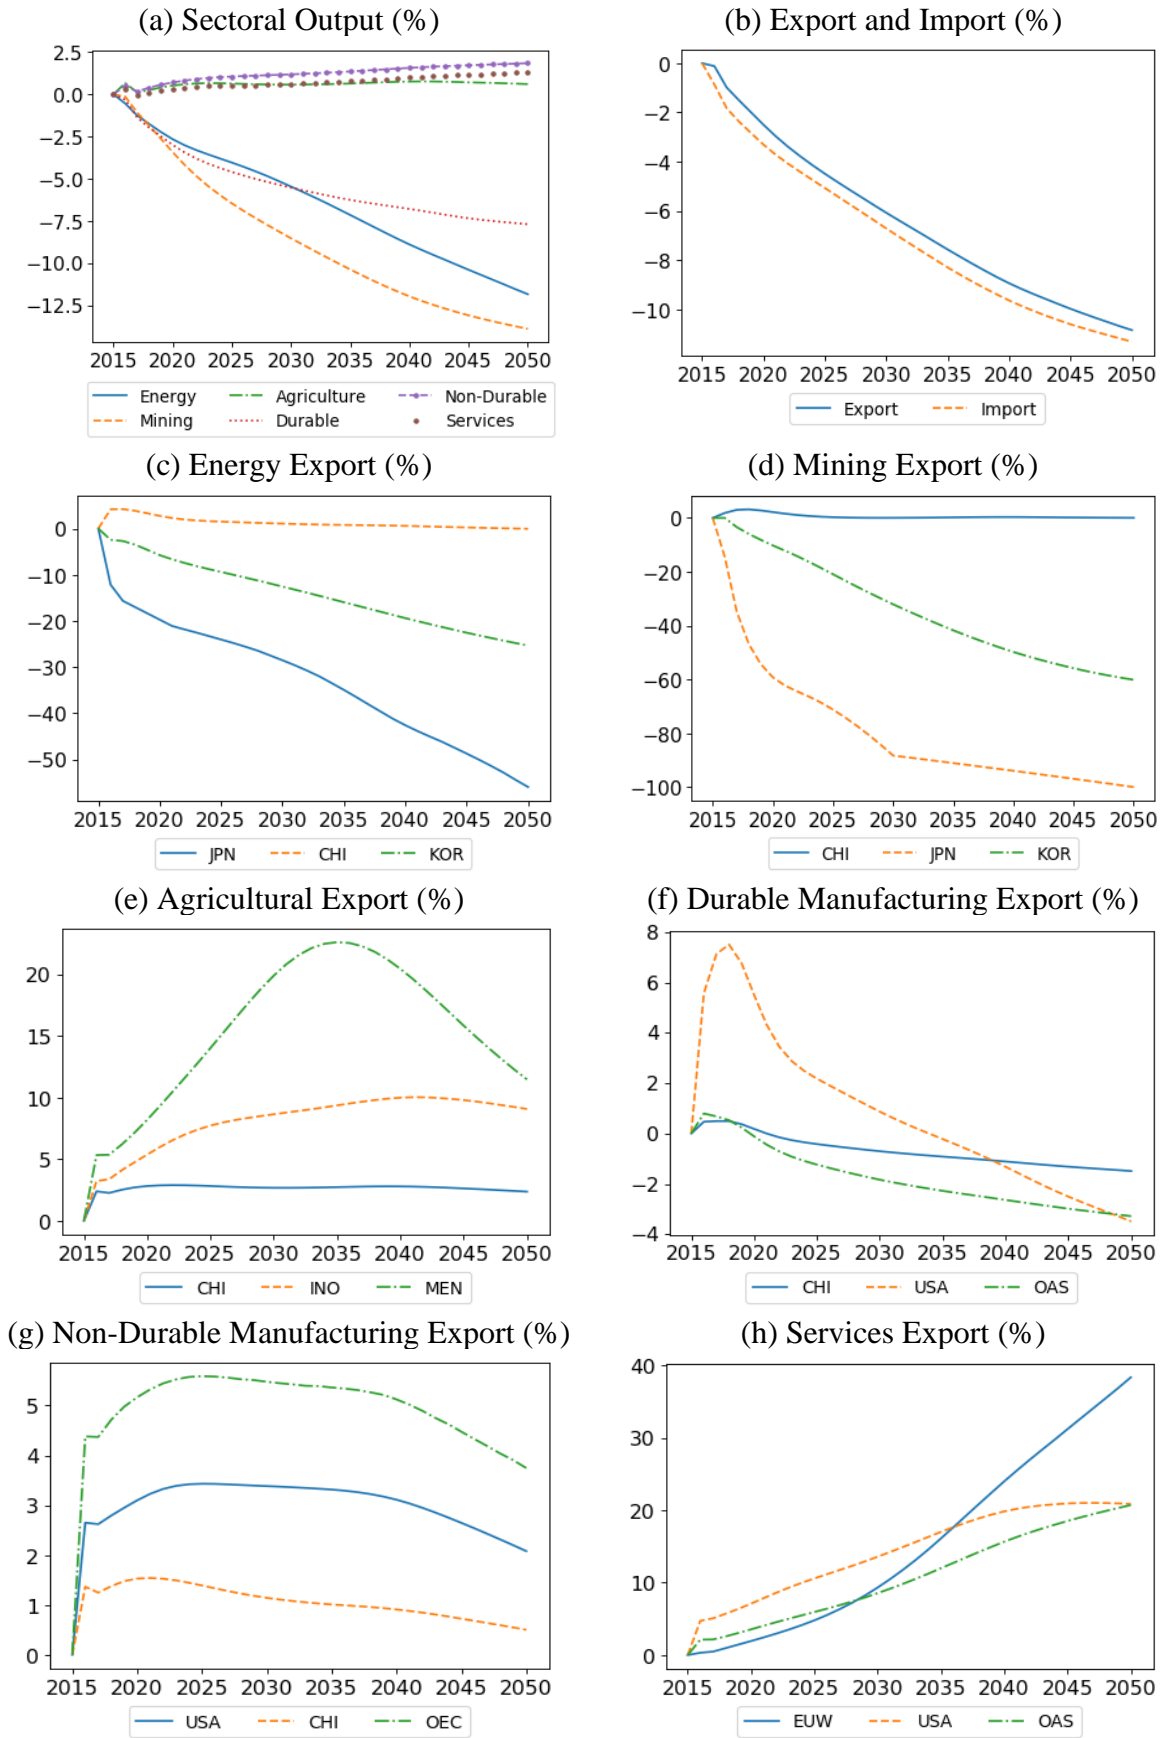 (a) Sectoral Output (%)
2.5
0.0
−2.5
−5.0
−7.5
−10.0
−12.5
2015 2020 2025 2030 2035 2040 2045 2050
Energy Agriculture Non-Durable
Mining Durable Services
(b) Export and Import (%)
0
−2
−4
−6
−8
−10
2015 2020 2025 2030 2035 2040 2045 2050
Export Import
(c) Energy Export (%)
0
−10
−20
−30
−40
−50
2015 2020 2025 2030 2035 2040 2045 2050
JPN CHI KOR
(d) Mining Export (%)
0
−20
−40
−60
−80
−100
2015 2020 2025 2030 2035 2040 2045 2050
CHI JPN KOR
(e) Agricultural Export (%)
20
15
10
5
0
2015 2020 2025 2030 2035 2040 2045 2050
CHI INO MEN
(f) Durable Manufacturing Export (%)
8
6
4
2
0
−2
−4
2015 2020 2025 2030 2035 2040 2045 2050
CHI USA OAS
(g) Non-Durable Manufacturing Export (%)
5
4
3
2
1
0
2015 2020 2025 2030 2035 2040 2045 2050
USA CHI OEC
(h) Services Export (%)
40
30
20
10
0
2015 2020 2025 2030 2035 2040 2045 2050
EUW USA OAS